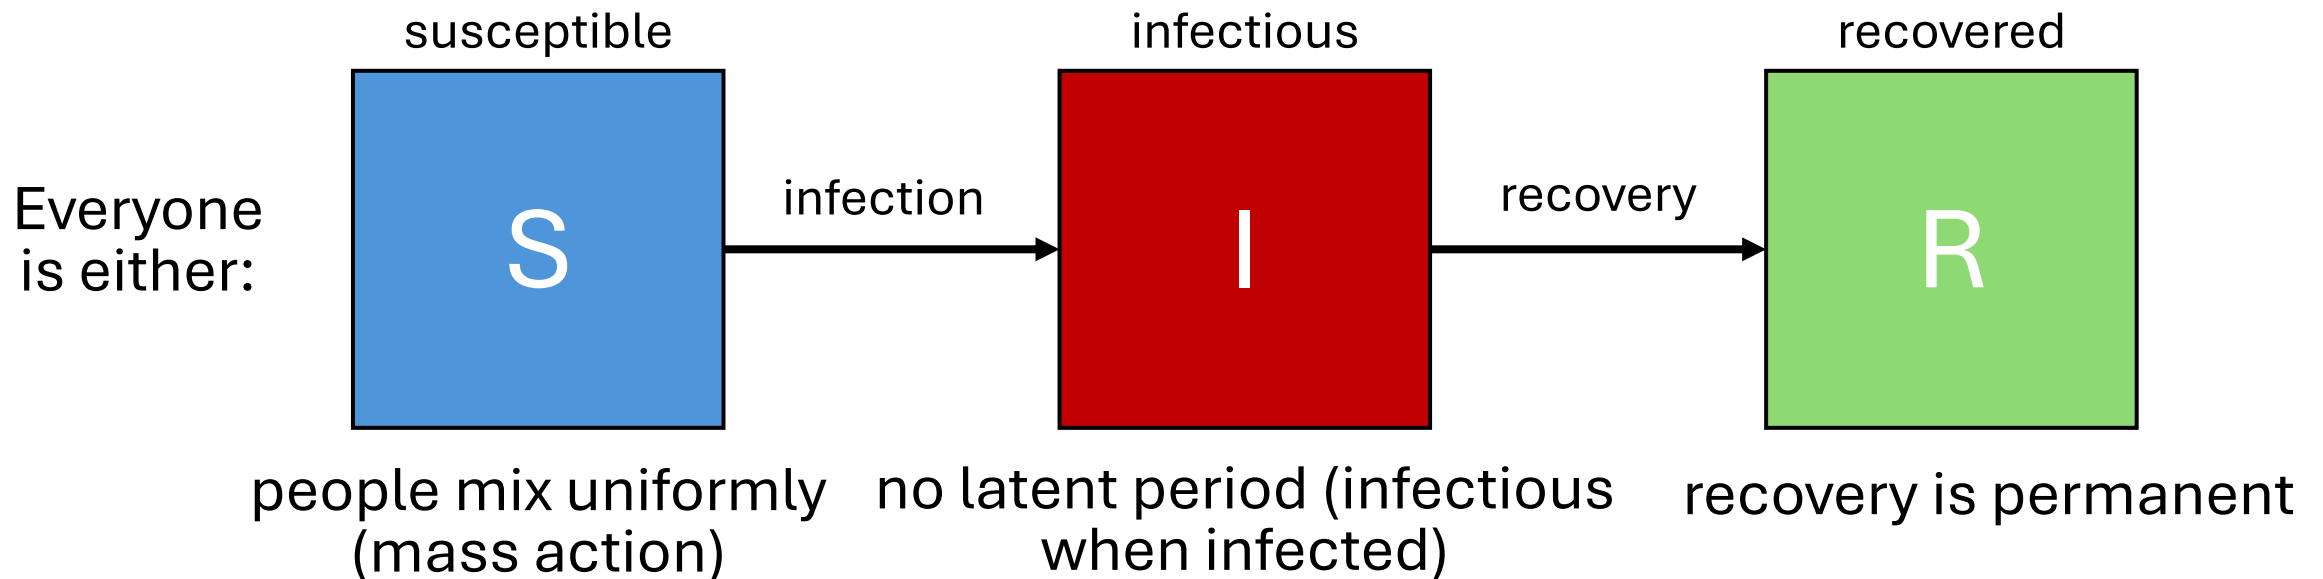 susceptible
infectious
recovered
Everyone
is either:
S
infection
I
recovery
R
people mix uniformly
(mass action)
no latent period (infectious
when infected)
recovery is permanent